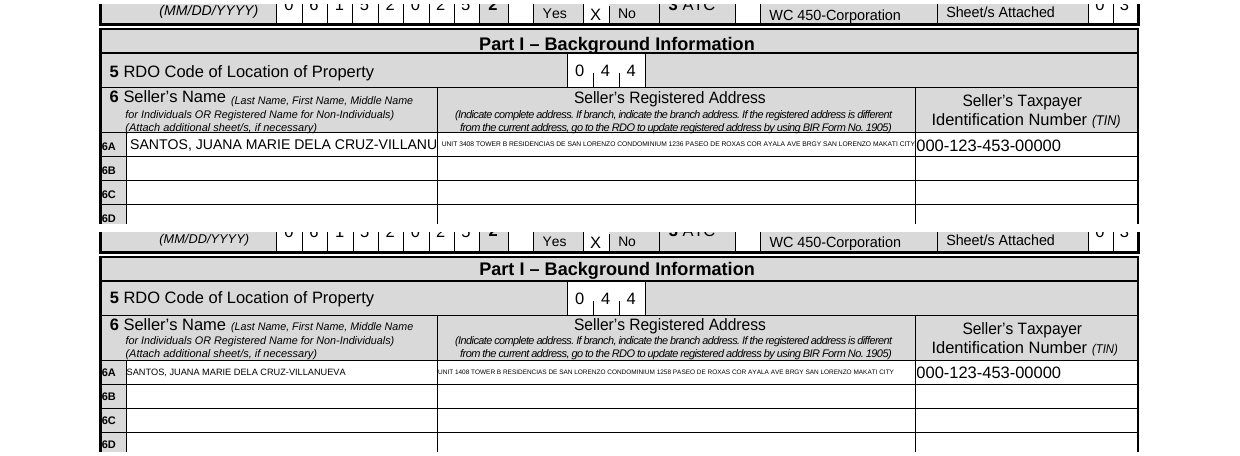 (MM/DD/YYYY) 0 6 1 5 2 0 2 5 2 Yes X No 3 ATC WC 450-Corporation Sheet/s Attached 0 3
Part I – Background Information
5 RDO Code of Location of Property 0 4 4
6 Seller's Name (Last Name, First Name, Middle Name
for Individuals OR Registered Name for Non-Individuals)
(Attach additional sheet/s, if necessary)
Seller's Registered Address
(Indicate complete address. If branch, indicate the branch address. If the registered address is different
from the current address, go to the RDO to update registered address by using BIR Form No. 1905)
Seller's Taxpayer
Identification Number (TIN)
6A SANTOS, JUANA MARIE DELA CRUZ-VILLANU UNIT 3408 TOWER B RESIDENCIAS DE SAN LORENZO CONDOMINIUM 1236 PASEO DE ROXAS COR AYALA AVE BRGY SAN LORENZO MAKATI CITY 000-123-453-00000
6B
6C
6D
(MM/DD/YYYY) 0 6 1 5 2 0 2 5 2 Yes X No 3 ATC WC 450-Corporation Sheet/s Attached 0 3
Part I – Background Information
5 RDO Code of Location of Property 0 4 4
6 Seller's Name (Last Name, First Name, Middle Name
for Individuals OR Registered Name for Non-Individuals)
(Attach additional sheet/s, if necessary)
Seller's Registered Address
(Indicate complete address. If branch, indicate the branch address. If the registered address is different
from the current address, go to the RDO to update registered address by using BIR Form No. 1905)
Seller's Taxpayer
Identification Number (TIN)
6A SANTOS, JUANA MARIE DELA CRUZ-VILLANUEVA UNIT 1408 TOWER B RESIDENCIAS DE SAN LORENZO CONDOMINIUM 1258 PASEO DE ROXAS COR AYALA AVE BRGY SAN LORENZO MAKATI CITY 000-123-453-00000
6B
6C
6D